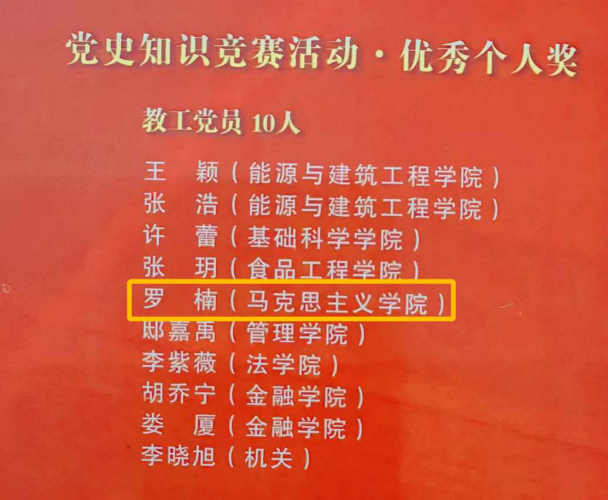 党史知识竞赛活动·优秀个人奖
教工党员 10人
王　颖（能源与建筑工程学院）
张　浩（能源与建筑工程学院）
许　蕾（基础科学学院）
张　玥（食品工程学院）
罗　楠（马克思主义学院）
邸嘉禹（管理学院）
李紫薇（法学院）
胡乔宁（金融学院）
娄　厦（金融学院）
李晓旭（机关）